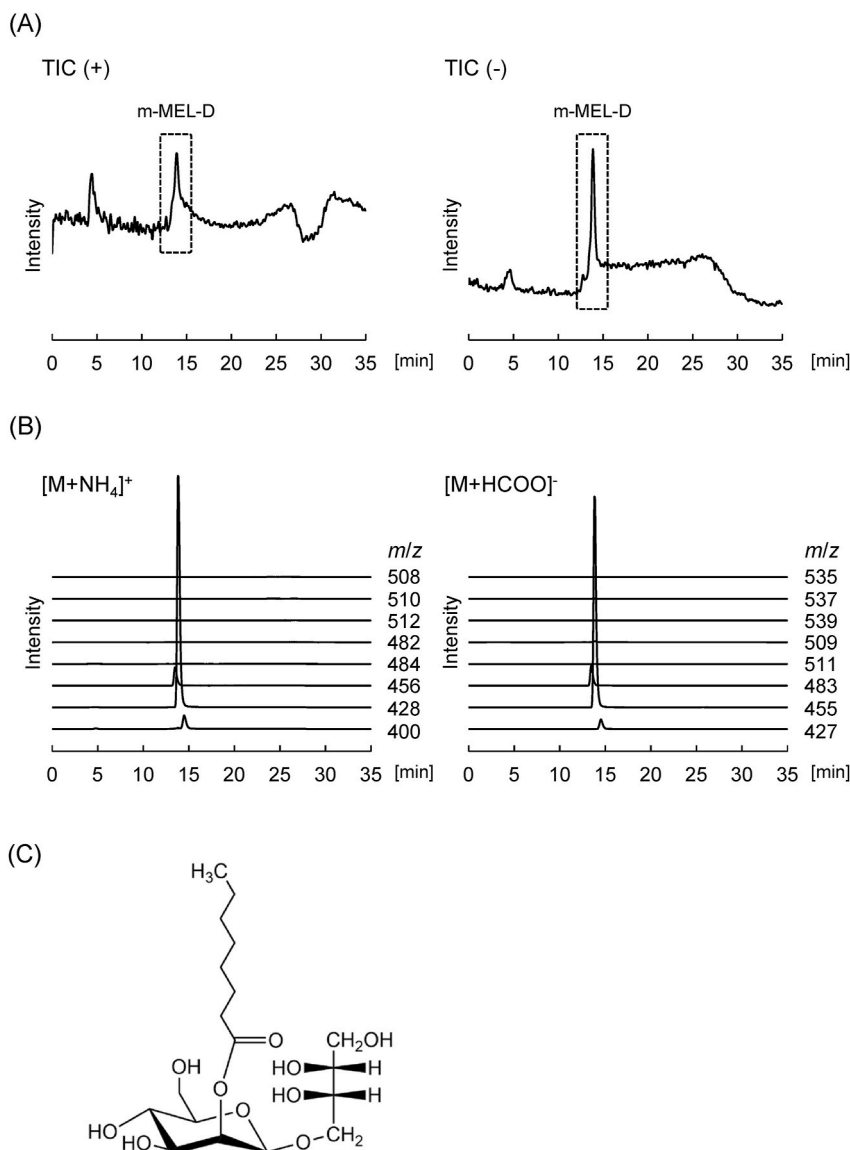 (A)
TIC (+)
TIC (-)
m-MEL-D
m-MEL-D
Intensity
Intensity
0 5 10 15 20 25 30 35 [min]
0 5 10 15 20 25 30 35 [min]
(B)
[M+NH₄]⁺
[M+HCOO]⁻
Intensity
Intensity
m/z
508
510
512
482
484
456
428
400
m/z
535
537
539
509
511
483
455
427
0 5 10 15 20 25 30 35 [min]
0 5 10 15 20 25 30 35 [min]
(C)
H₃C
O
CH₂OH
OH
HO H
O
HO H
O
HO
HO
O
CH₂